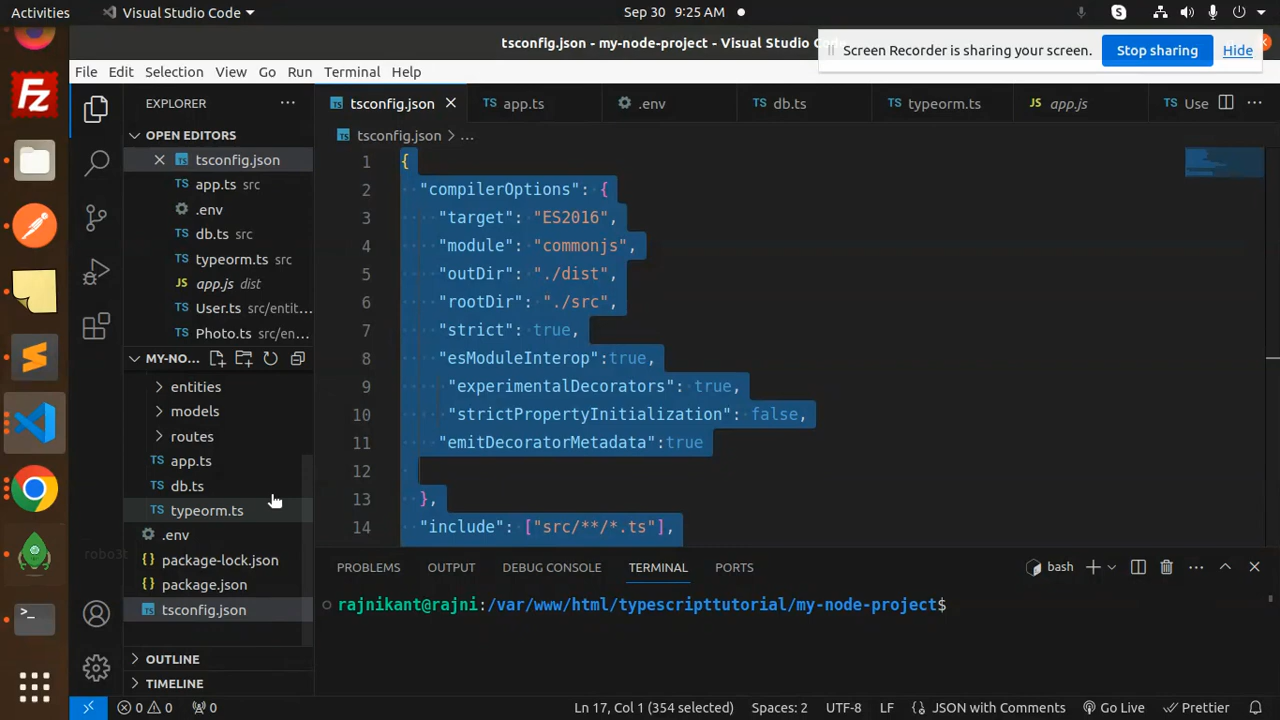 Activities Visual Studio Code Sep 30 9:25 AM
tsconfig.json - my-node-project - Visual Studio
Screen Recorder is sharing your screen. Stop sharing Hide
File Edit Selection View Go Run Terminal Help
EXPLORER
tsconfig.json app.ts .env db.ts typeorm.ts app.js Use
OPEN EDITORS
tsconfig.json > ...
tsconfig.json
app.ts src
.env
db.ts src
typeorm.ts src
app.js dist
User.ts src/entit...
Photo.ts src/en...
MY-NO...
entities
models
routes
app.ts
db.ts
typeorm.ts
.env
package-lock.json
package.json
tsconfig.json
OUTLINE
TIMELINE
1 {
2 "compilerOptions": {
3 "target": "ES2016",
4 "module": "commonjs",
5 "outDir": "./dist",
6 "rootDir": "./src",
7 "strict": true,
8 "esModuleInterop":true,
9 "experimentalDecorators": true,
10 "strictPropertyInitialization": false,
11 "emitDecoratorMetadata":true
12
13 },
14 "include": ["src/**/*.ts"],
PROBLEMS OUTPUT DEBUG CONSOLE TERMINAL PORTS bash
rajnikant@rajni:/var/www/html/typescripttutorial/my-node-project$
0 0 0 Ln 17, Col 1 (354 selected) Spaces: 2 UTF-8 LF JSON with Comments Go Live Prettier